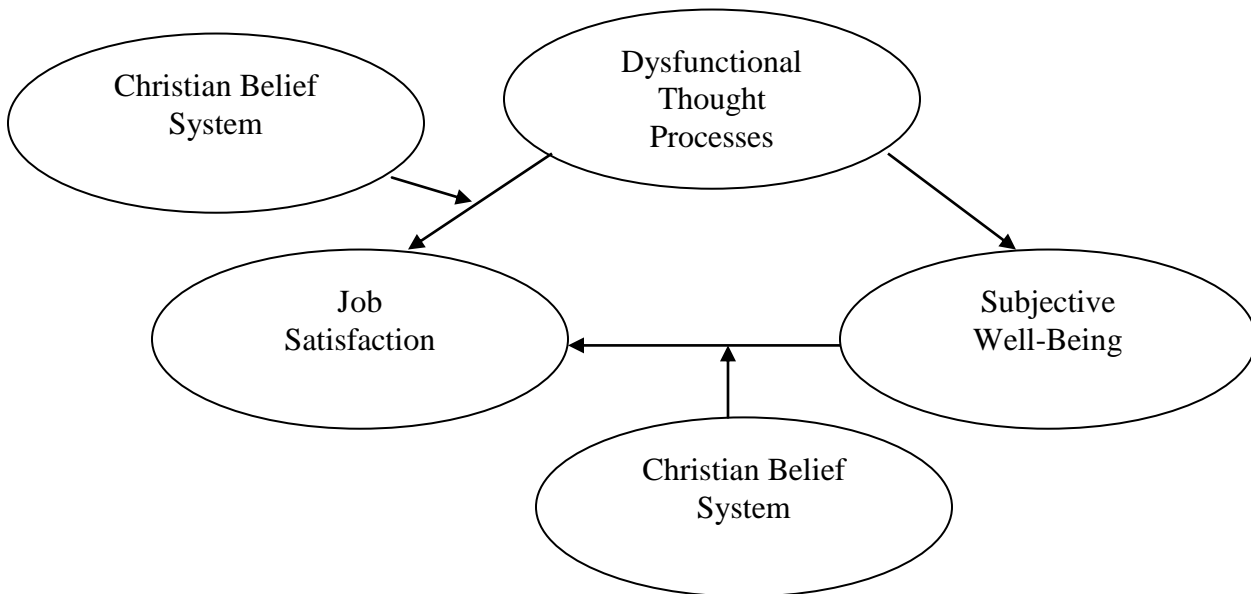 Christian Belief
System
Dysfunctional
Thought
Processes
Job
Satisfaction
Subjective
Well-Being
Christian Belief
System